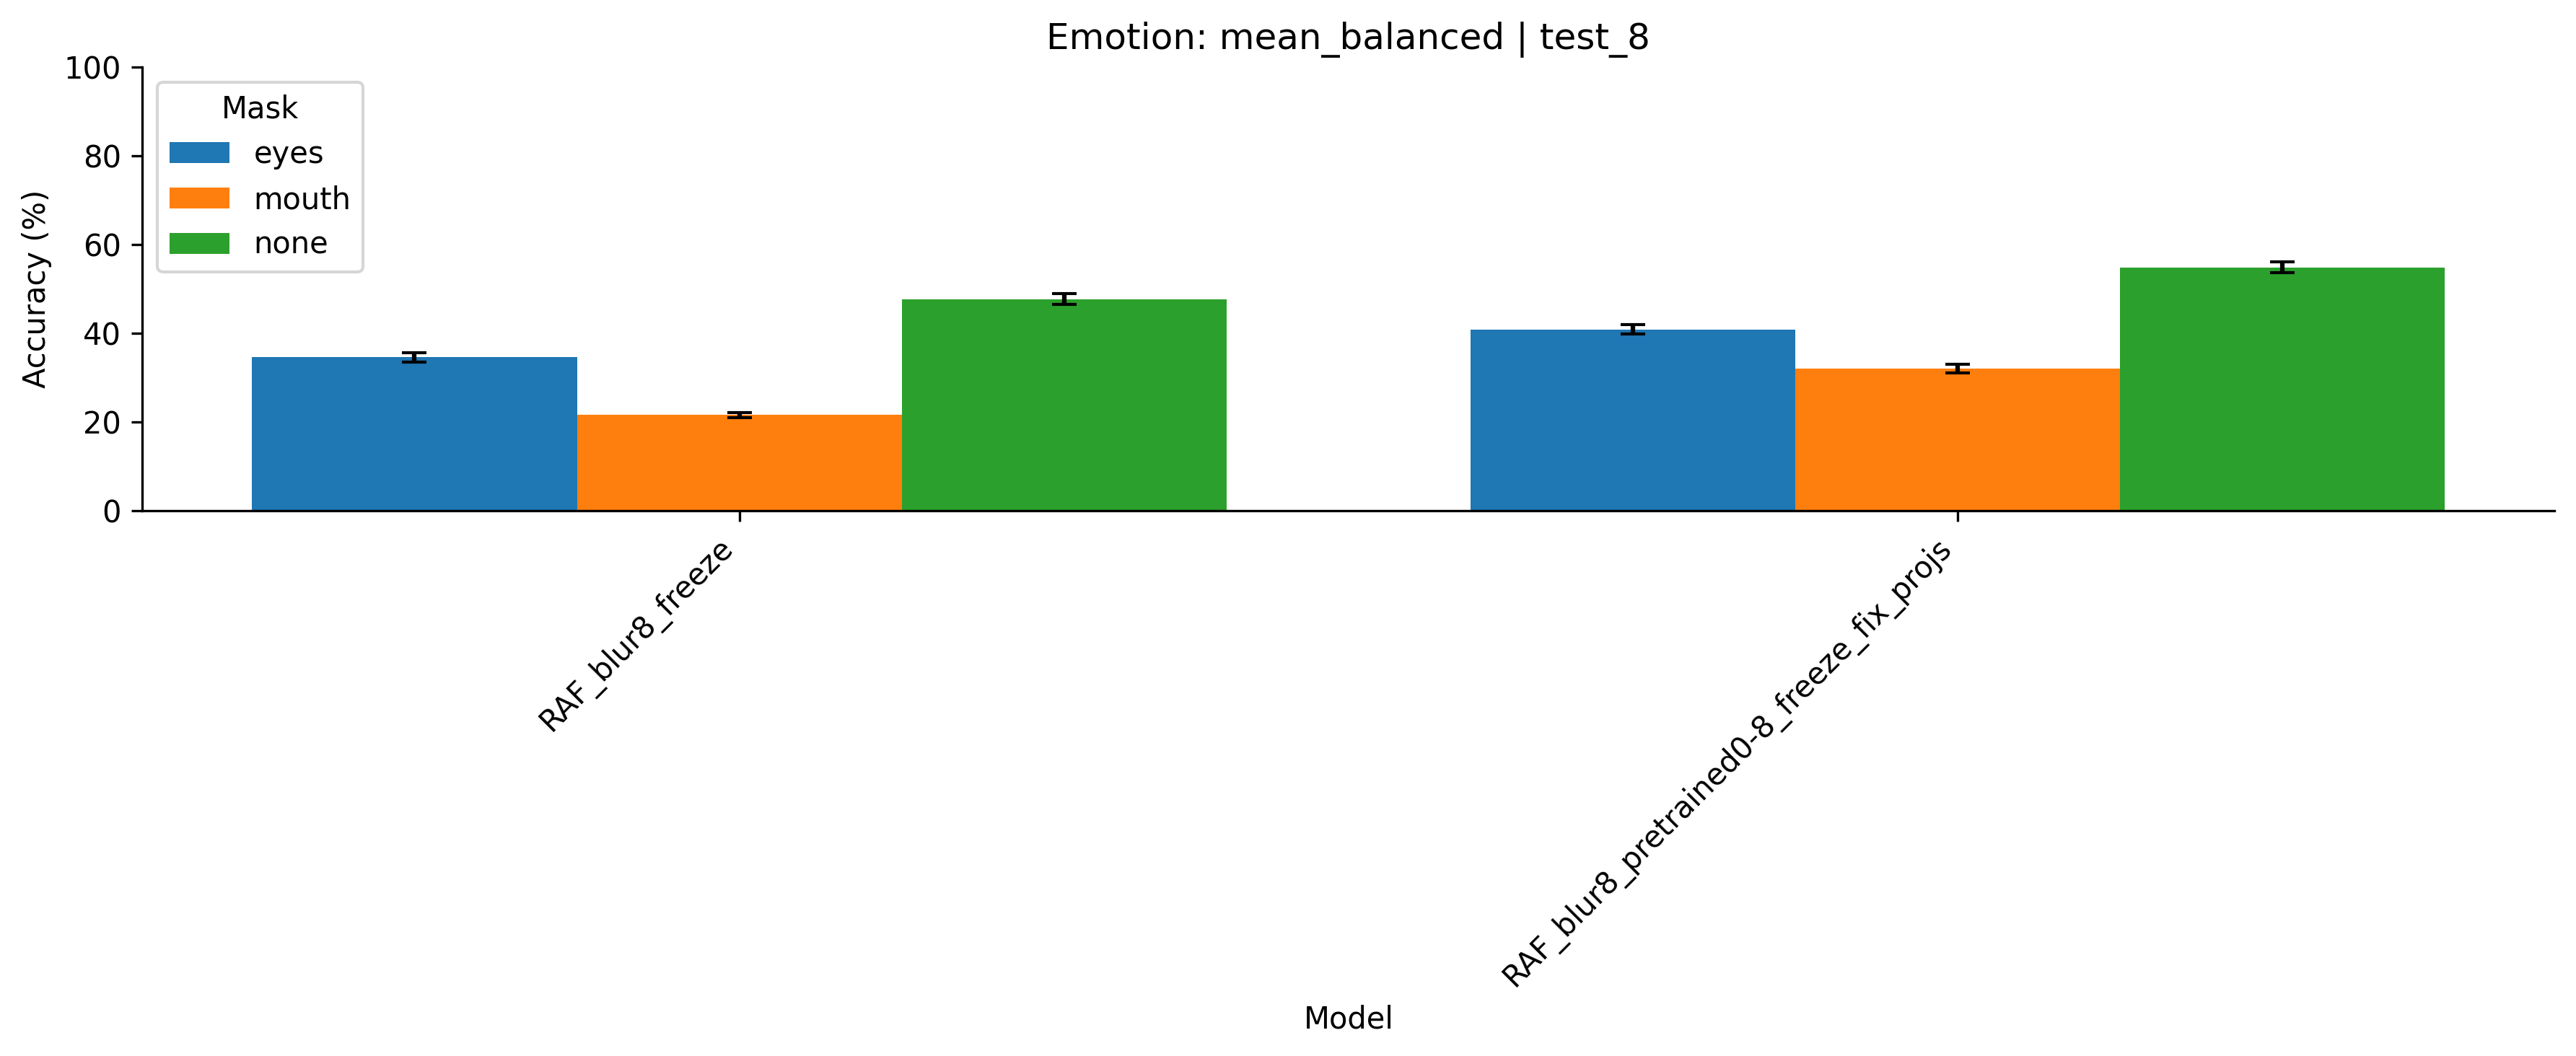 Emotion: mean_balanced | test_8
Accuracy (%)
100
80
60
40
20
0
Mask
eyes
mouth
none
RAF_blur8_freeze
RAF_blur8_pretrained0-8_freeze_fix_projs
Model